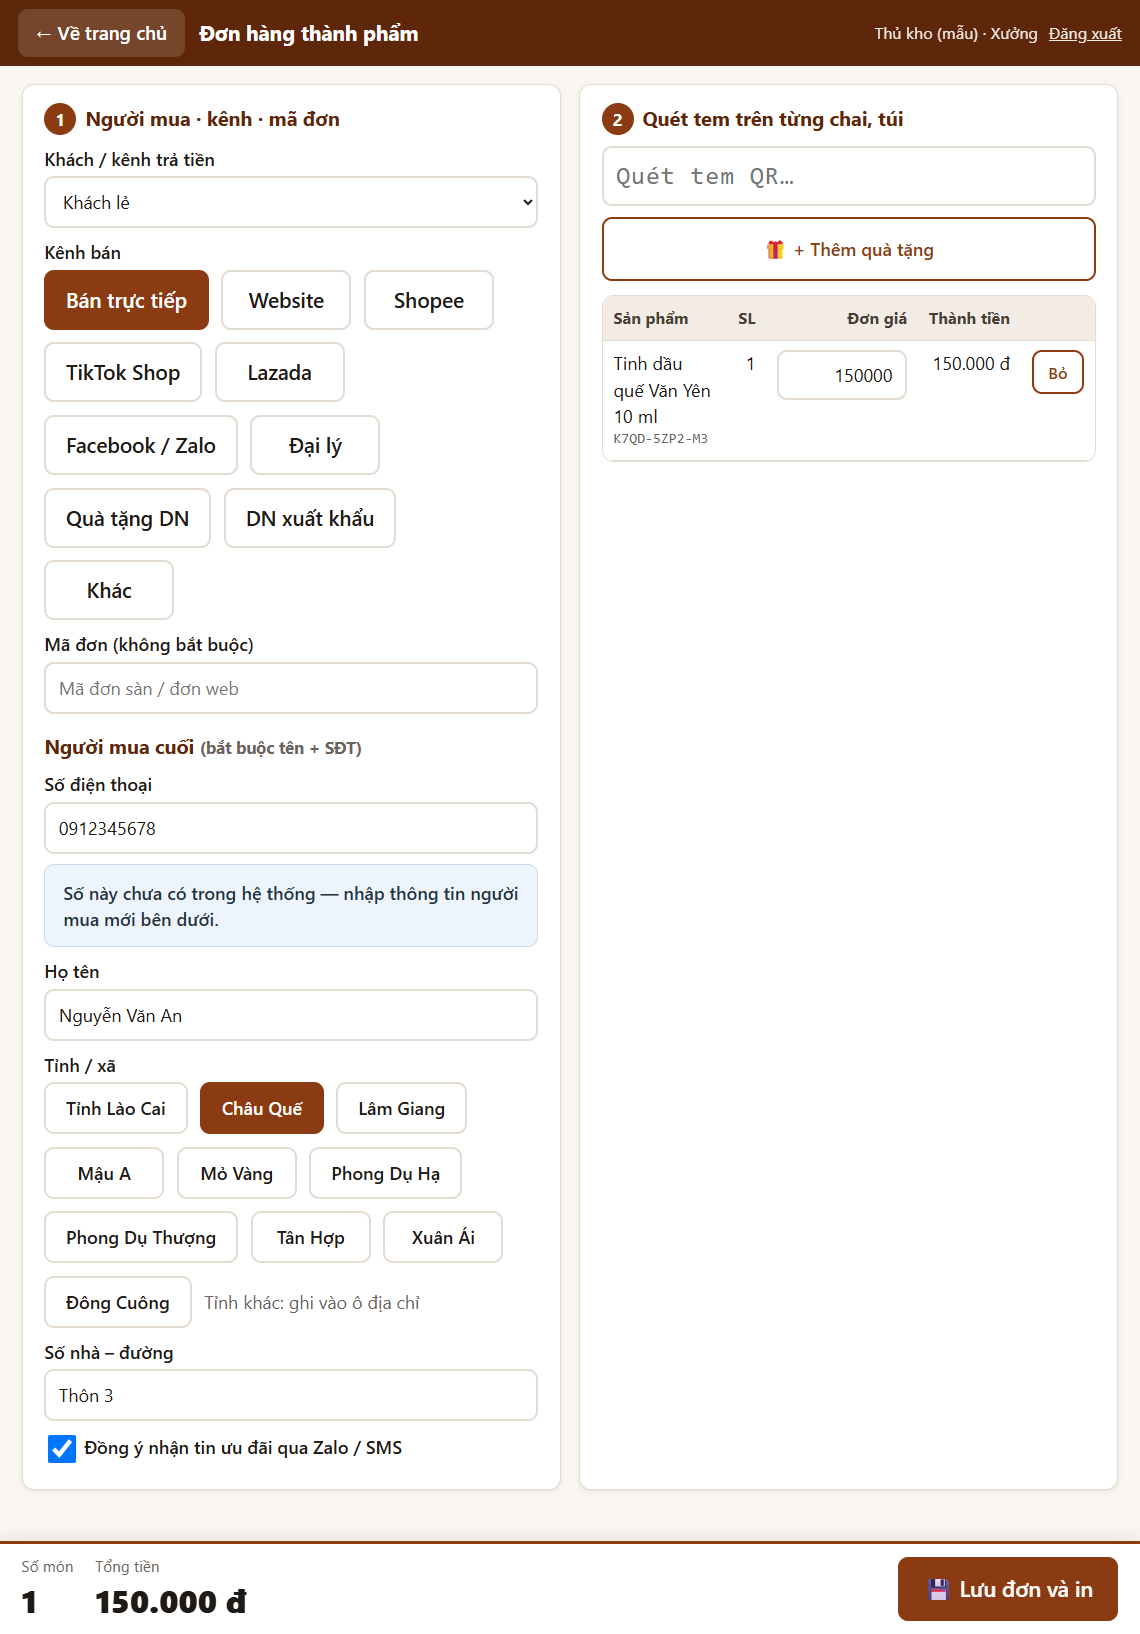 ← Về trang chủ
Đơn hàng thành phẩm
Thủ kho (mẫu) · Xưởng Đăng xuất
1 Người mua · kênh · mã đơn
Khách / kênh trả tiền
Khách lẻ
Kênh bán
Bán trực tiếp
Website
Shopee
TikTok Shop
Lazada
Facebook / Zalo
Đại lý
Quà tặng DN
DN xuất khẩu
Khác
Mã đơn (không bắt buộc)
Mã đơn sàn / đơn web
Người mua cuối (bắt buộc tên + SĐT)
Số điện thoại
0912345678
Số này chưa có trong hệ thống — nhập thông tin người
mua mới bên dưới.
Họ tên
Nguyễn Văn An
Tỉnh / xã
Tỉnh Lào Cai
Châu Quế
Lâm Giang
Mậu A
Mỏ Vàng
Phong Dụ Hạ
Phong Dụ Thượng
Tân Hợp
Xuân Ái
Đông Cuông
Tỉnh khác: ghi vào ô địa chỉ
Số nhà – đường
Thôn 3
Đồng ý nhận tin ưu đãi qua Zalo / SMS
2 Quét tem trên từng chai, túi
Quét tem QR…
+ Thêm quà tặng
Sản phẩm SL Đơn giá Thành tiền
Tinh dầu 1 150000 150.000 đ Bỏ
quế Văn Yên
10 ml
K7QD-5ZP2-M3
Số món Tổng tiền
1 150.000 đ
Lưu đơn và in